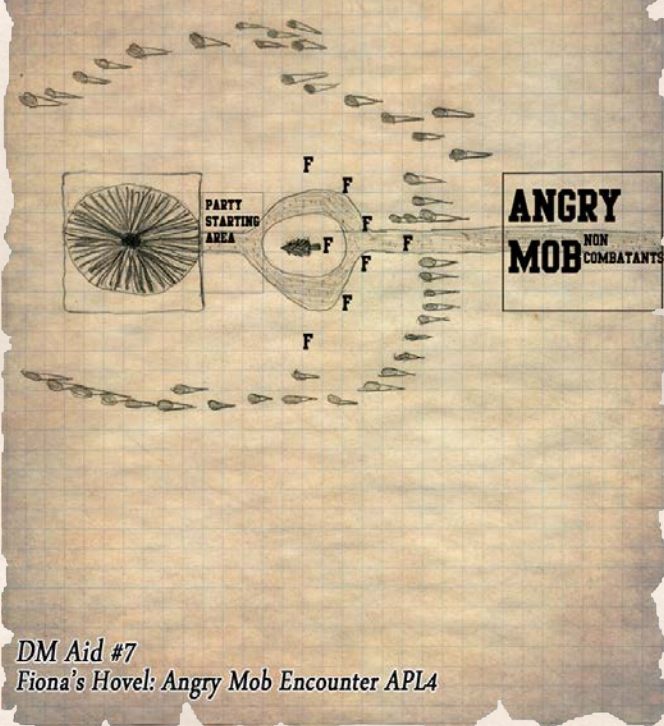 F
F
PARTY
STARTING
AREA
F
F
F
F
F
F
ANGRY
MOB
NON
COMBATANTS
DM Aid #7
Fiona's Hovel: Angry Mob Encounter APL4